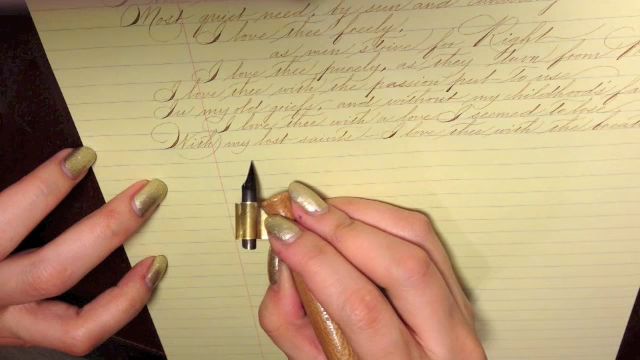 Most quiet need, by sun and
I love thee freely,
as men strive for Right
I love thee purely, as they turn from
I love thee with the passion put to use
In my old griefs, and without my childhood's
I love thee with a love I seemed to lose
With my lost saints - I love thee with the